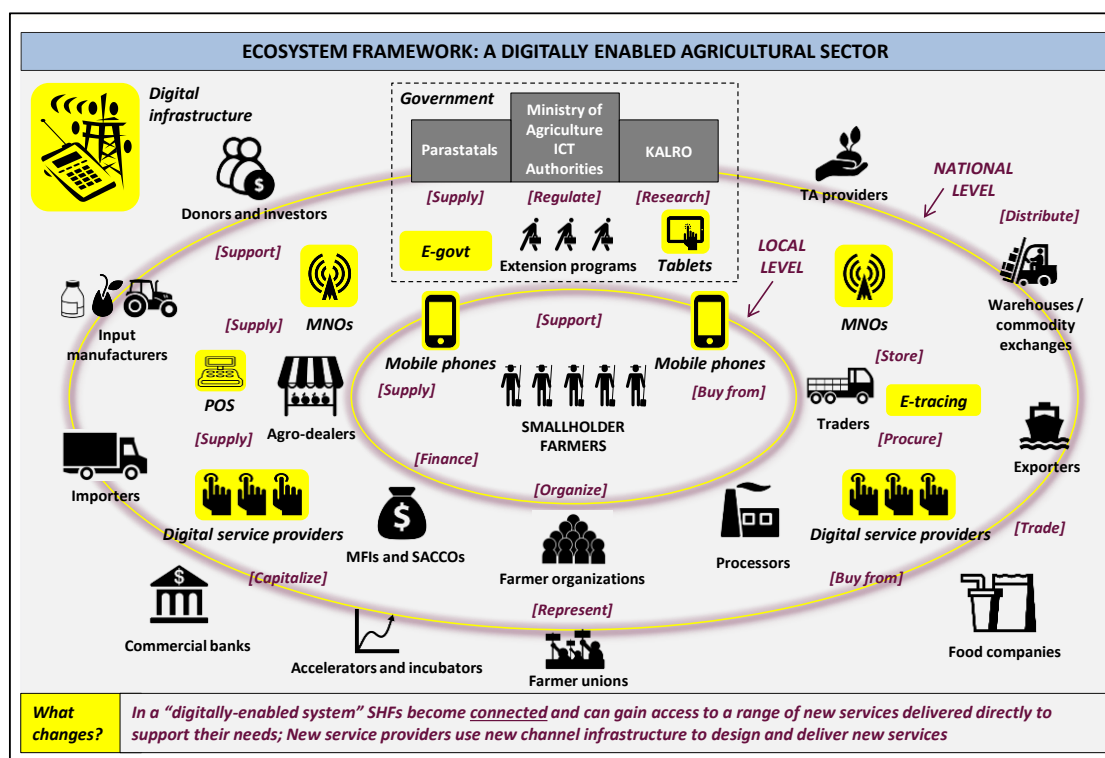 ECOSYSTEM FRAMEWORK: A DIGITALLY ENABLED AGRICULTURAL SECTOR
Digital
infrastructure
Government
Parastatals
Ministry of
Agriculture
ICT
Authorities
KALRO
[Supply]
[Regulate]
[Research]
E-govt
Extension programs
Tablets
Donors and investors
TA providers
NATIONAL
LEVEL
LOCAL
LEVEL
[Distribute]
[Support]
MNOs
MNOs
Warehouses /
commodity
exchanges
Input
manufacturers
[Supply]
Mobile phones
[Support]
Mobile phones
[Store]
POS
Agro-dealers
[Supply]
[Buy from]
SMALLHOLDER
FARMERS
Traders
E-tracing
[Supply]
[Procure]
Importers
Exporters
[Finance]
[Organize]
Digital service providers
MFIs and SACCOs
Farmer organizations
Processors
Digital service providers
[Trade]
[Capitalize]
[Represent]
[Buy from]
Commercial banks
Accelerators and incubators
Farmer unions
Food companies
What
changes?
In a “digitally-enabled system” SHFs become connected and can gain access to a range of new services delivered directly to
support their needs; New service providers use new channel infrastructure to design and deliver new services